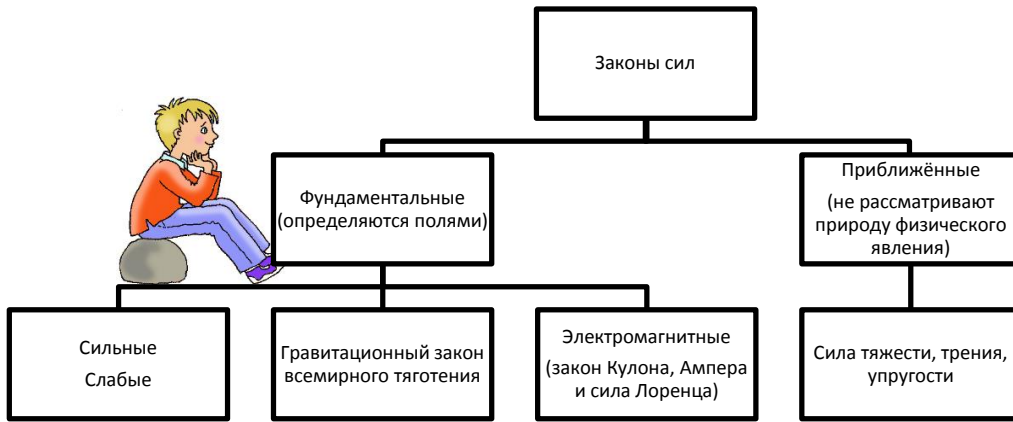 Законы сил
Фундаментальные
(определяются полями)
Приближённые
(не рассматривают
природу физического
явления)
Сильные
Слабые
Гравитационный закон
всемирного тяготения
Электромагнитные
(закон Кулона, Ампера
и сила Лоренца)
Сила тяжести, трения,
упругости